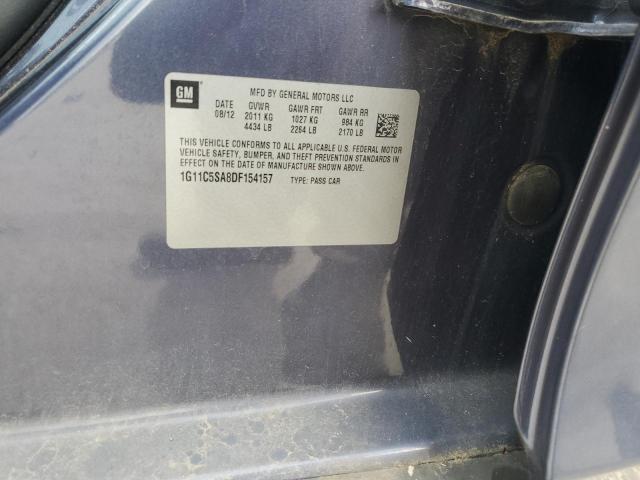 GM
MFD BY GENERAL MOTORS LLC
DATE GVWR GAWR FRT GAWR RR
08/12 2011 KG 1027 KG 984 KG
4434 LB 2264 LB 2170 LB
THIS VEHICLE CONFORMS TO ALL APPLICABLE U.S. FEDERAL MOTOR
VEHICLE SAFETY, BUMPER, AND THEFT PREVENTION STANDARDS IN
EFFECT ON THE DATE OF MANUFACTURE SHOWN ABOVE.
1G11C5SA8DF154157 TYPE: PASS CAR